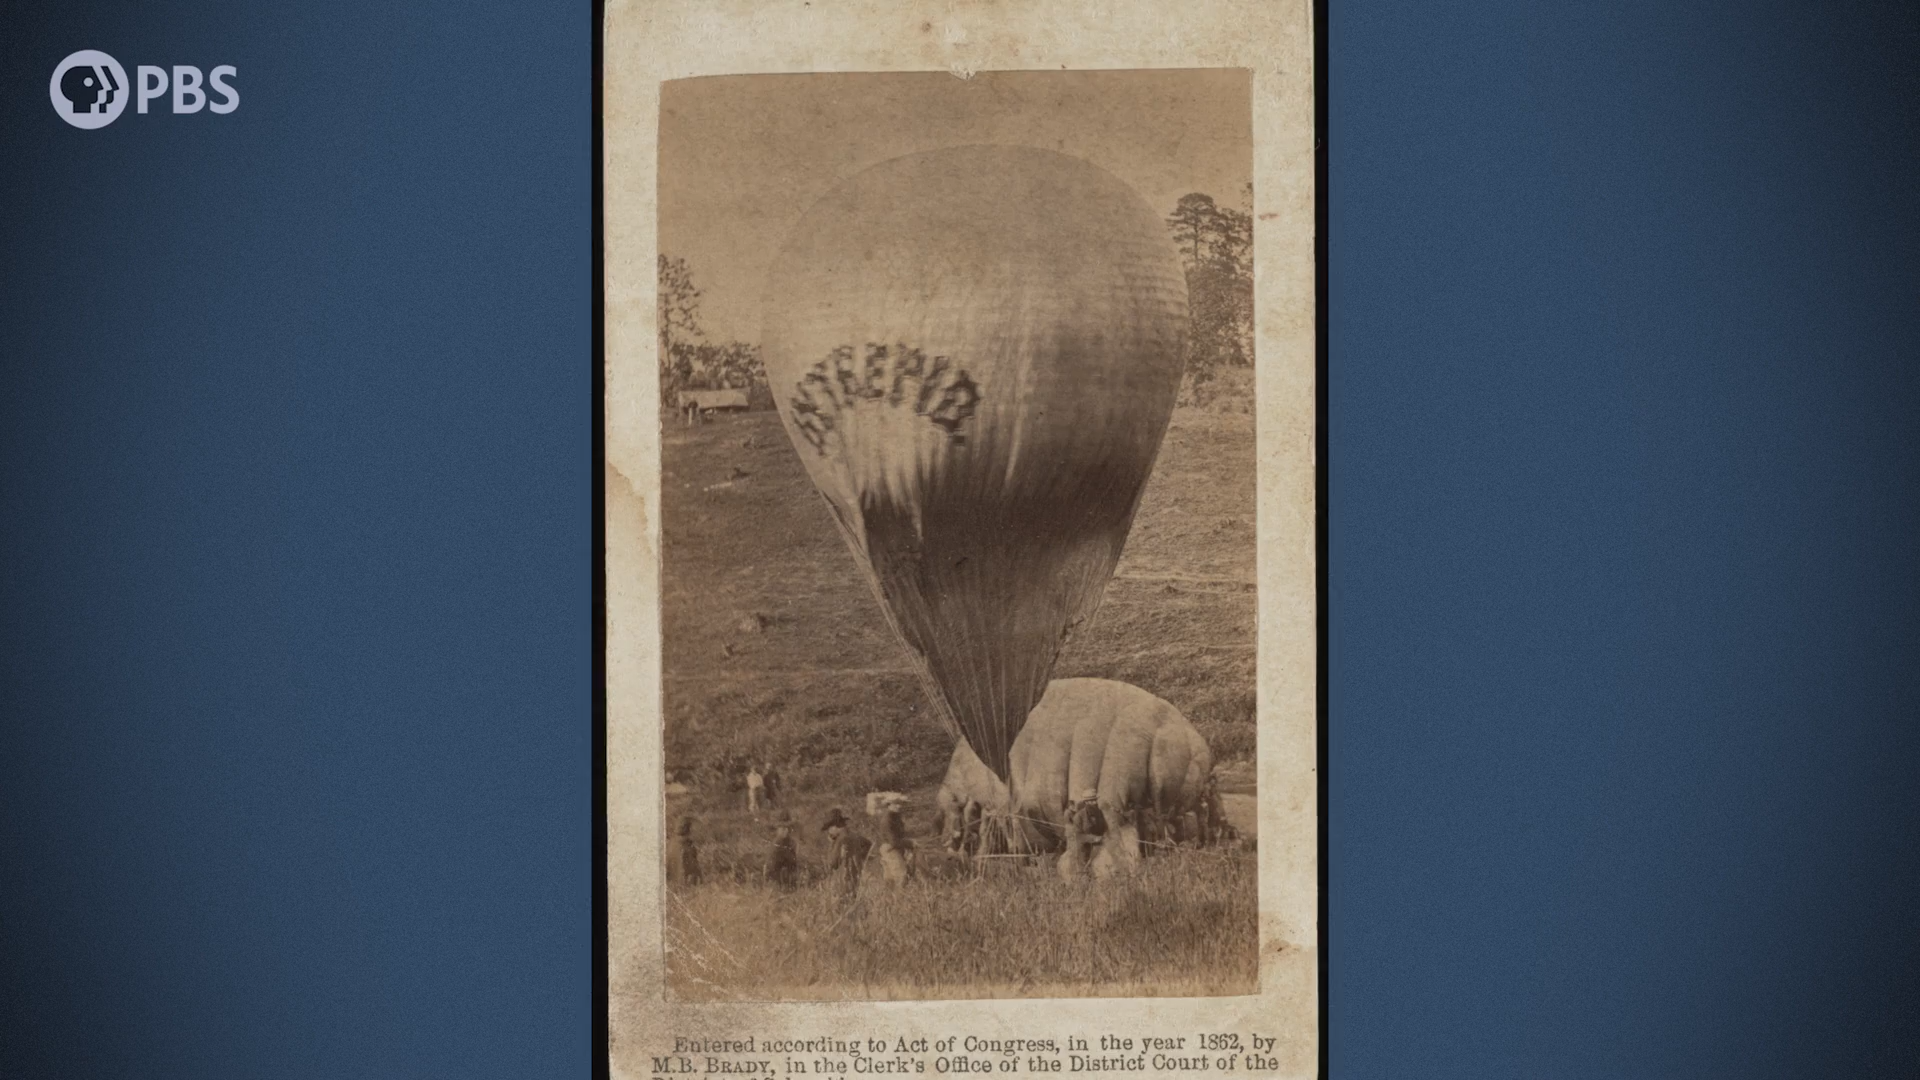 PBS
INTREPID.
Entered according to Act of Congress, in the year 1862, by
M.B. BRADY, in the Clerk's Office of the District Court of the